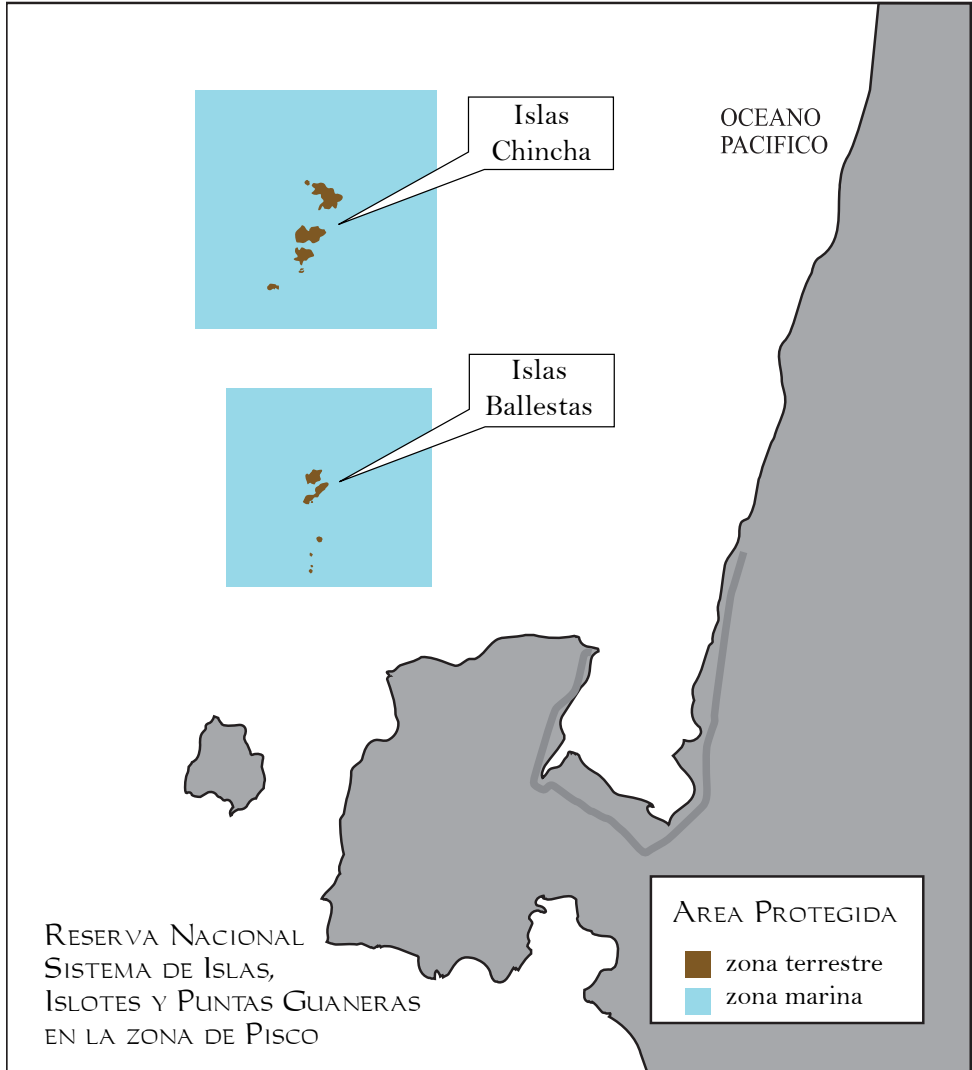 Islas
Chincha
OCEANO
PACIFICO
Islas
Ballestas
Reserva Nacional
Sistema de Islas,
Islotes y Puntas Guaneras
en la zona de Pisco
Area Protegida
zona terrestre
zona marina